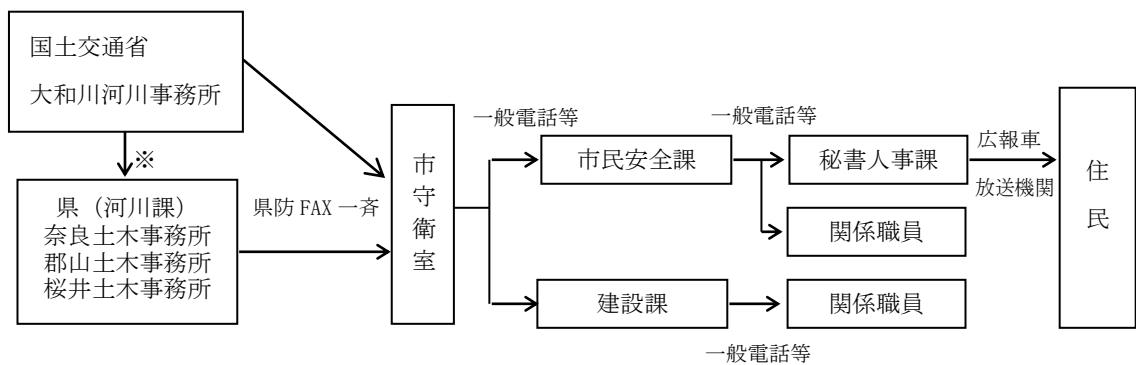 国土交通省
大和川河川事務所
※
県（河川課）
奈良土木事務所
郡山土木事務所
桜井土木事務所
県防 FAX 一斉
市守衛室
一般電話等
市民安全課
建設課
一般電話等
秘書人事課
関係職員
関係職員
一般電話等
広報車
放送機関
住民